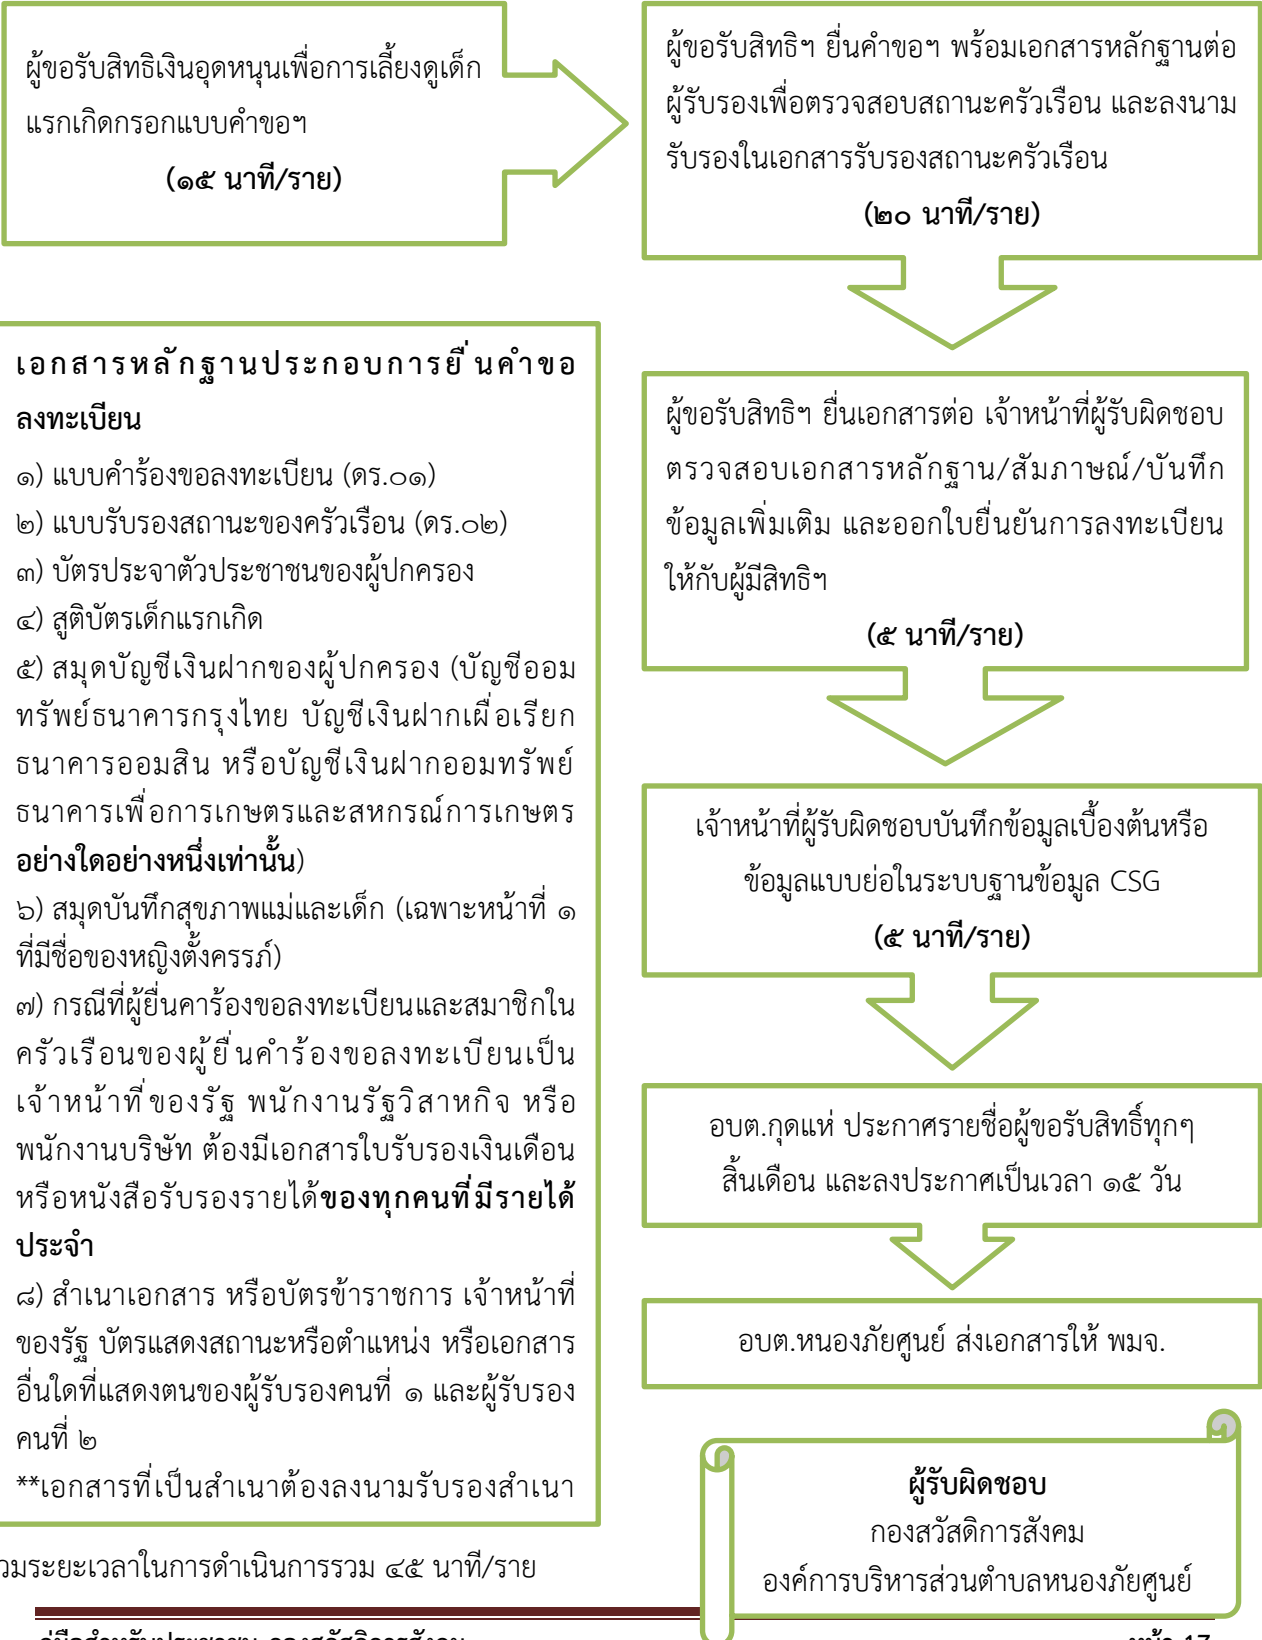 ผู้ขอรับสิทธิเงินอุดหนุนเพื่อการเลี้ยงดูเด็ก
แรกเกิดกรอกแบบคำขอฯ
(๑๕ นาที/ราย)
ผู้ขอรับสิทธิฯ ยื่นคำขอฯ พร้อมเอกสารหลักฐานต่อ
ผู้รับรองเพื่อตรวจสอบสถานะครัวเรือน และลงนาม
รับรองในเอกสารรับรองสถานะครัวเรือน
(๒๐ นาที/ราย)
ผู้ขอรับสิทธิฯ ยื่นเอกสารต่อ เจ้าหน้าที่ผู้รับผิดชอบ
ตรวจสอบเอกสารหลักฐาน/สัมภาษณ์/บันทึก
ข้อมูลเพิ่มเติม และออกใบยื่นยันการลงทะเบียน
ให้กับผู้มีสิทธิฯ
(๕ นาที/ราย)
เจ้าหน้าที่ผู้รับผิดชอบบันทึกข้อมูลเบื้องต้นหรือ
ข้อมูลแบบย่อในระบบฐานข้อมูล CSG
(๕ นาที/ราย)
อบต.กุดแห่ ประกาศรายชื่อผู้ขอรับสิทธิ์ทุกๆ
สิ้นเดือน และลงประกาศเป็นเวลา ๑๕ วัน
อบต.หนองภัยศูนย์ ส่งเอกสารให้ พมจ.
เอกสารหลักฐานประกอบการยื่นคำขอ
ลงทะเบียน
๑) แบบคำร้องขอลงทะเบียน (ดร.๐๑)
๒) แบบรับรองสถานะของครัวเรือน (ดร.๐๒)
๓) บัตรประจาตัวประชาชนของผู้ปกครอง
๔) สูติบัตรเด็กแรกเกิด
๕) สมุดบัญชีเงินฝากของผู้ปกครอง (บัญชีออม
ทรัพย์ธนาคารกรุงไทย บัญชีเงินฝากเผื่อเรียก
ธนาคารออมสิน หรือบัญชีเงินฝากออมทรัพย์
ธนาคารเพื่อการเกษตรและสหกรณ์การเกษตร
อย่างใดอย่างหนึ่งเท่านั้น)
๖) สมุดบันทึกสุขภาพแม่และเด็ก (เฉพาะหน้าที่ ๑
ที่มีชื่อของหญิงตั้งครรภ์)
๗) กรณีที่ผู้ยื่นคาร้องขอลงทะเบียนและสมาชิกใน
ครัวเรือนของผู้ยื่นคำร้องขอลงทะเบียนเป็น
เจ้าหน้าที่ของรัฐ พนักงานรัฐวิสาหกิจ หรือ
พนักงานบริษัท ต้องมีเอกสารใบรับรองเงินเดือน
หรือหนังสือรับรองรายได้ของทุกคนที่มีรายได้
ประจำ
๘) สำเนาเอกสาร หรือบัตรข้าราชการ เจ้าหน้าที่
ของรัฐ บัตรแสดงสถานะหรือตำแหน่ง หรือเอกสาร
อื่นใดที่แสดงตนของผู้รับรองคนที่ ๑ และผู้รับรอง
คนที่ ๒
**เอกสารที่เป็นสำเนาต้องลงนามรับรองสำเนา
ผู้รับผิดชอบ
กองสวัสดิการสังคม
องค์การบริหารส่วนตำบลหนองภัยศูนย์
วมระยะเวลาในการดำเนินการรวม ๔๕ นาที/ราย
คู่มือสำหรับประชาชน กองสวัสดิการสังคม
หน้า 17